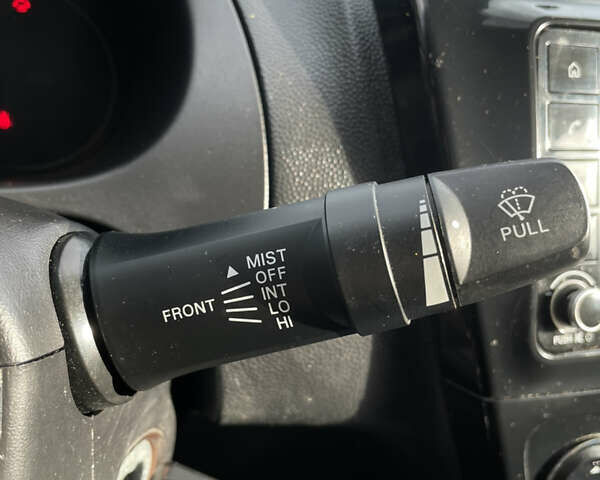 MIST
OFF
INT
FRONT
LO
HI
PULL